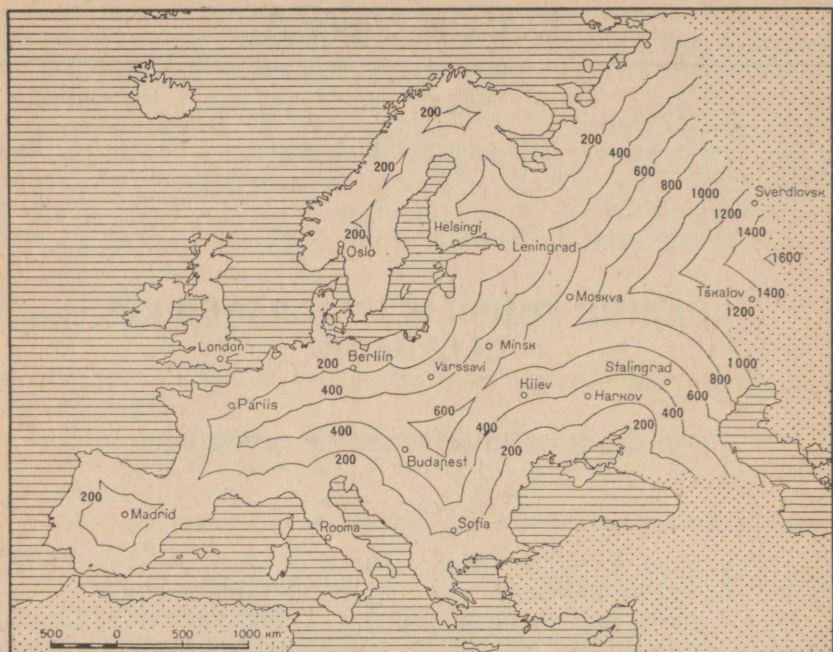 200
200
400
600
800
1000
1200
Sverdlovsk
200
1400
Helsingi
200
Oslo
Leningrad
1600
Tškalov
1400
1200
Moskva
London
Berliin
200
Minsk
Varssavi
Stalingrad
1000
800
400
Pariis
Kiiev
Harkov
600
600
400
400
400
200
Budapest
200
200
200
Madrid
Rooma
Sofia
500 0 500 1000 км